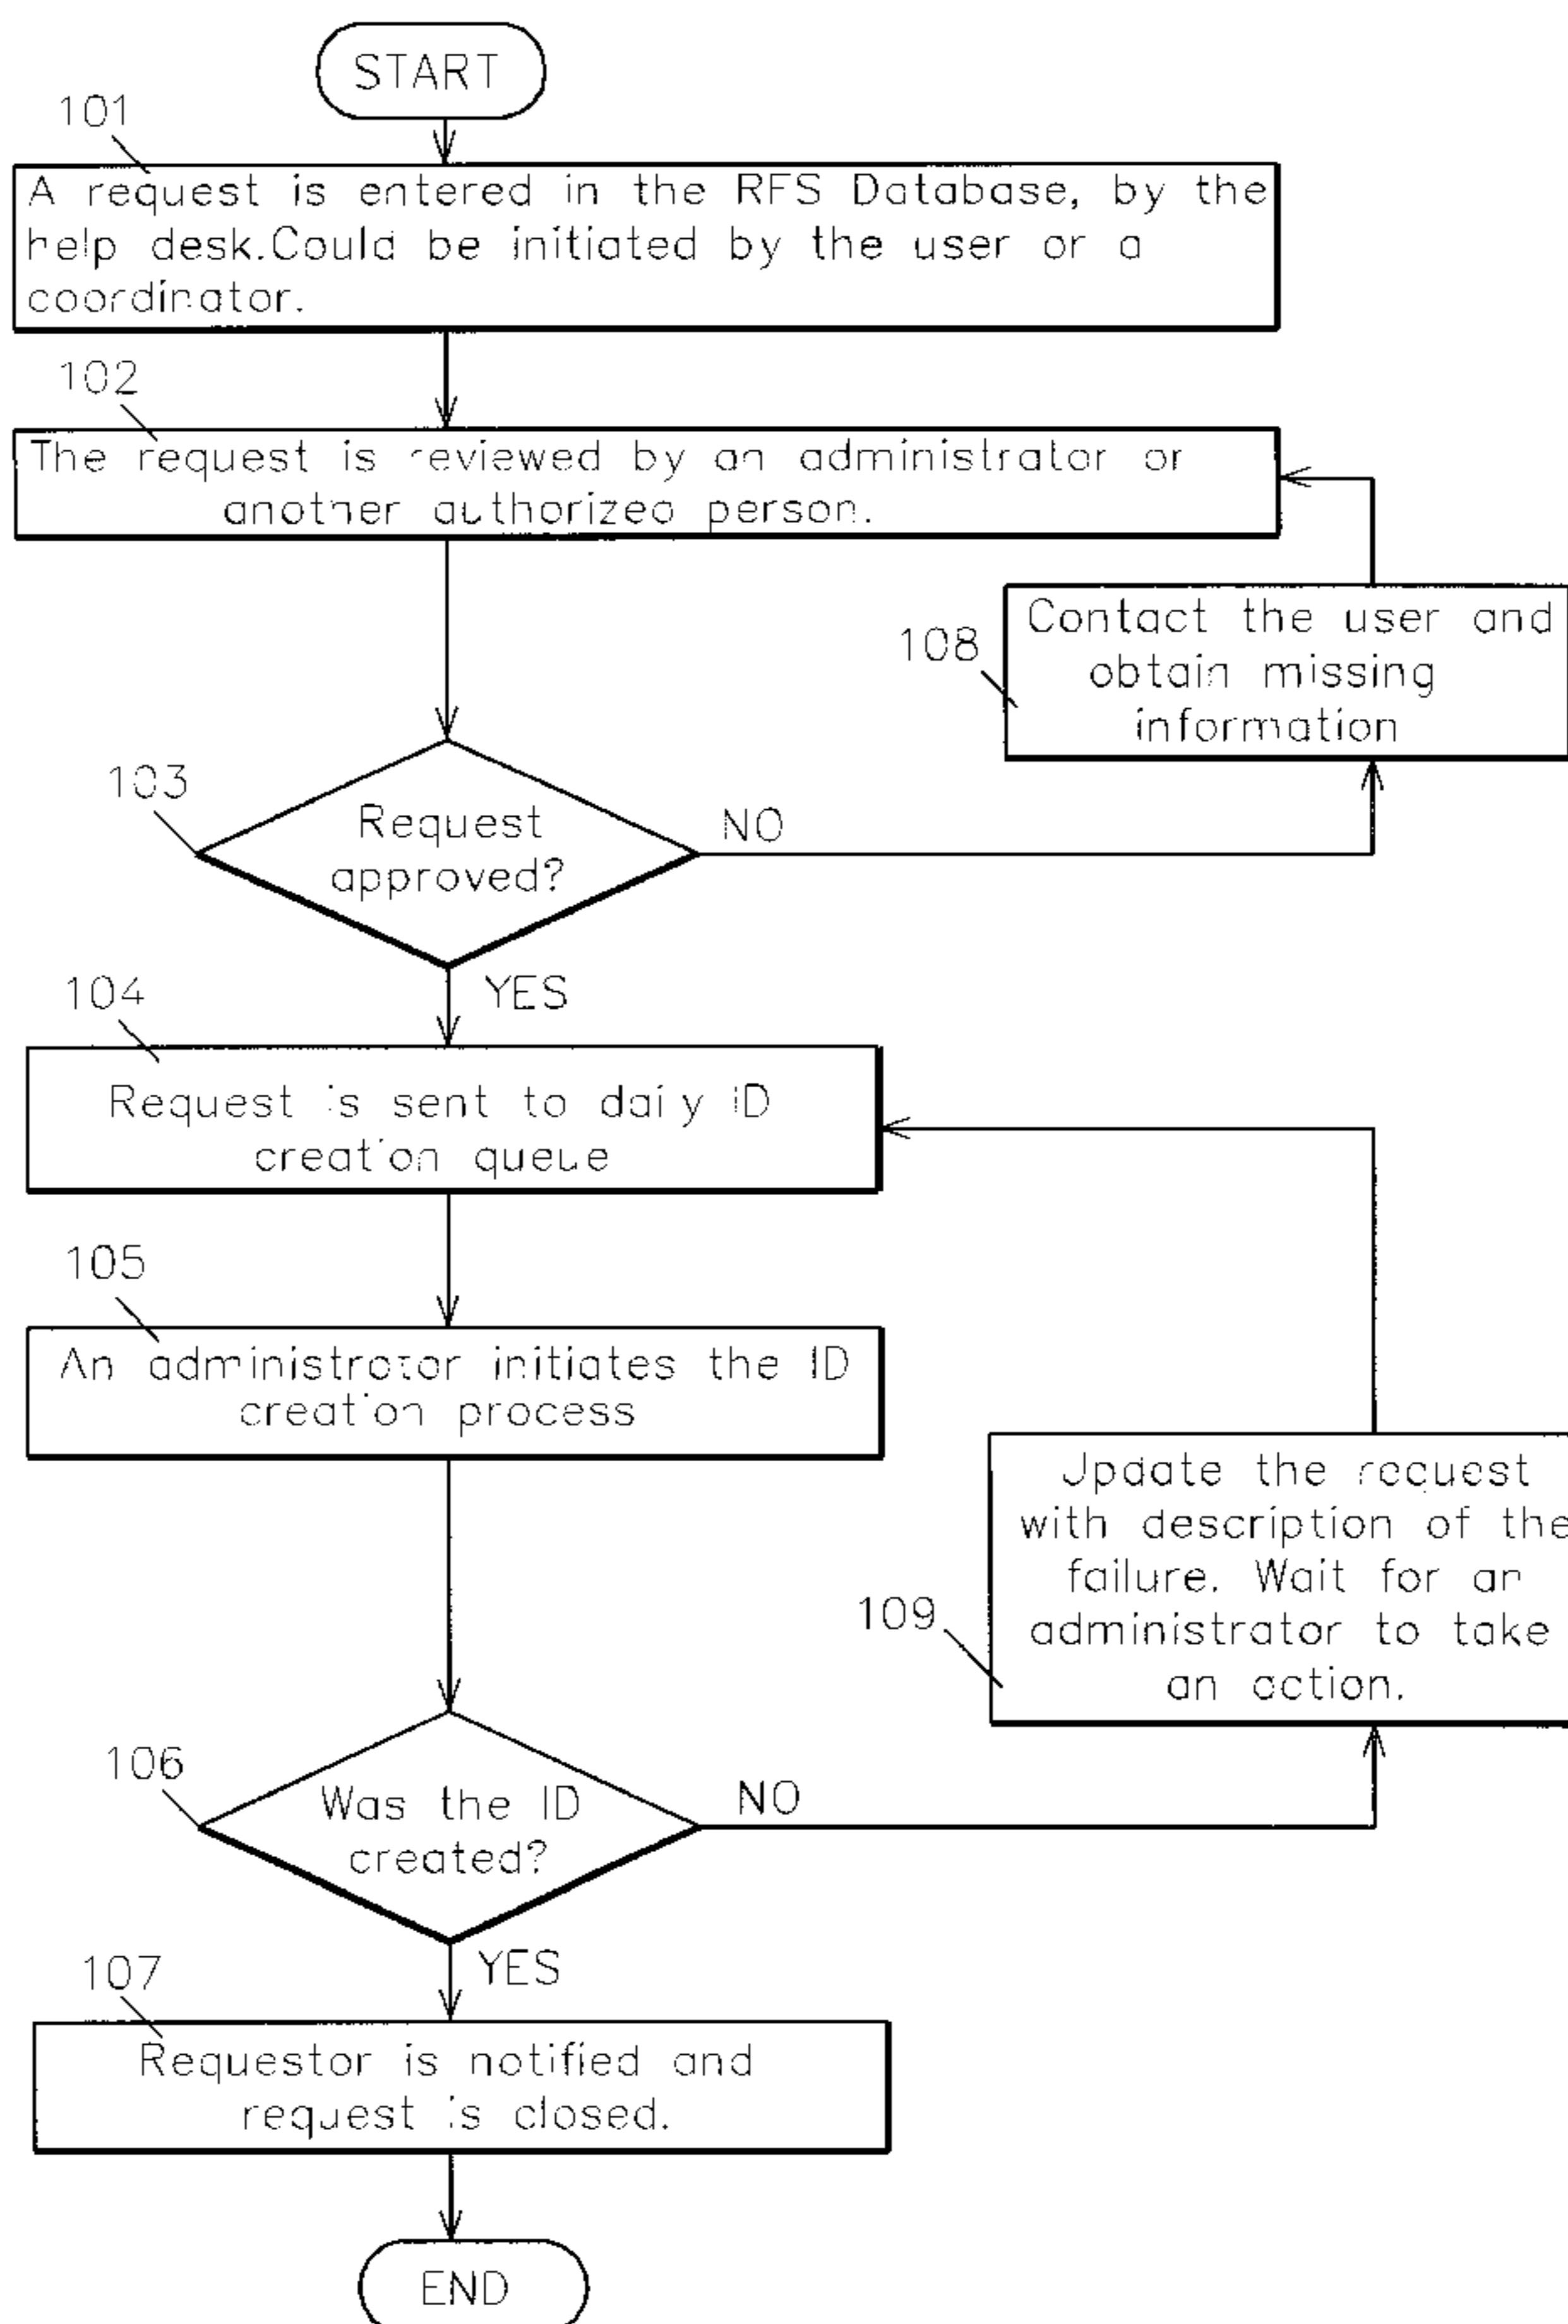 START
101
A request is entered in the RFS Database, by the
help desk.Could be initiated by the user or a
coordinator.
102
The request is reviewed by an administrator or
another authorized person.
108
Contact the user and
obtain missing
information
103
Request
approved?
NO
YES
104
Request is sent to daily ID
creation queue
105
An administrator initiates the ID
creation process
109
Update the request
with description of the
failure. Wait for an
administrator to take
an action.
106
Was the ID
created?
NO
YES
107
Requestor is notified and
request is closed.
END